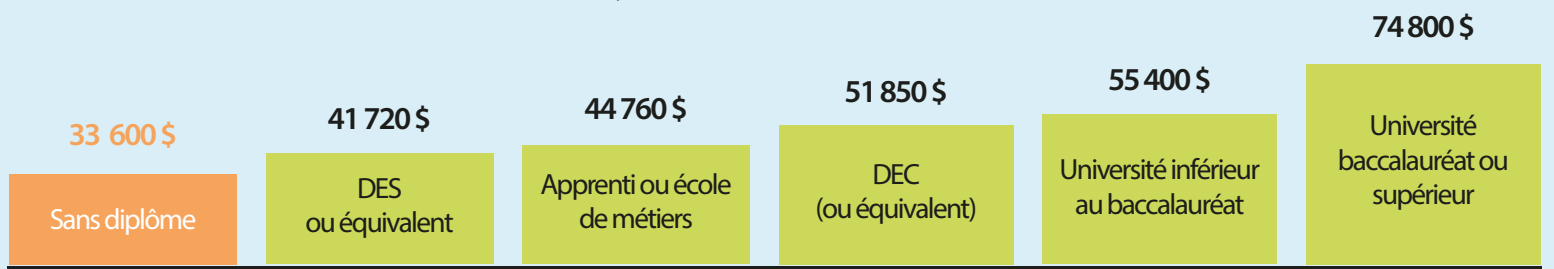 33 600 $
Sans diplôme
41 720 $
DES
ou équivalent
44 760 $
Apprenti ou école
de métiers
51 850 $
DEC
(ou équivalent)
55 400 $
Université inférieur
au baccalauréat
74 800 $
Université
baccalauréat ou
supérieur